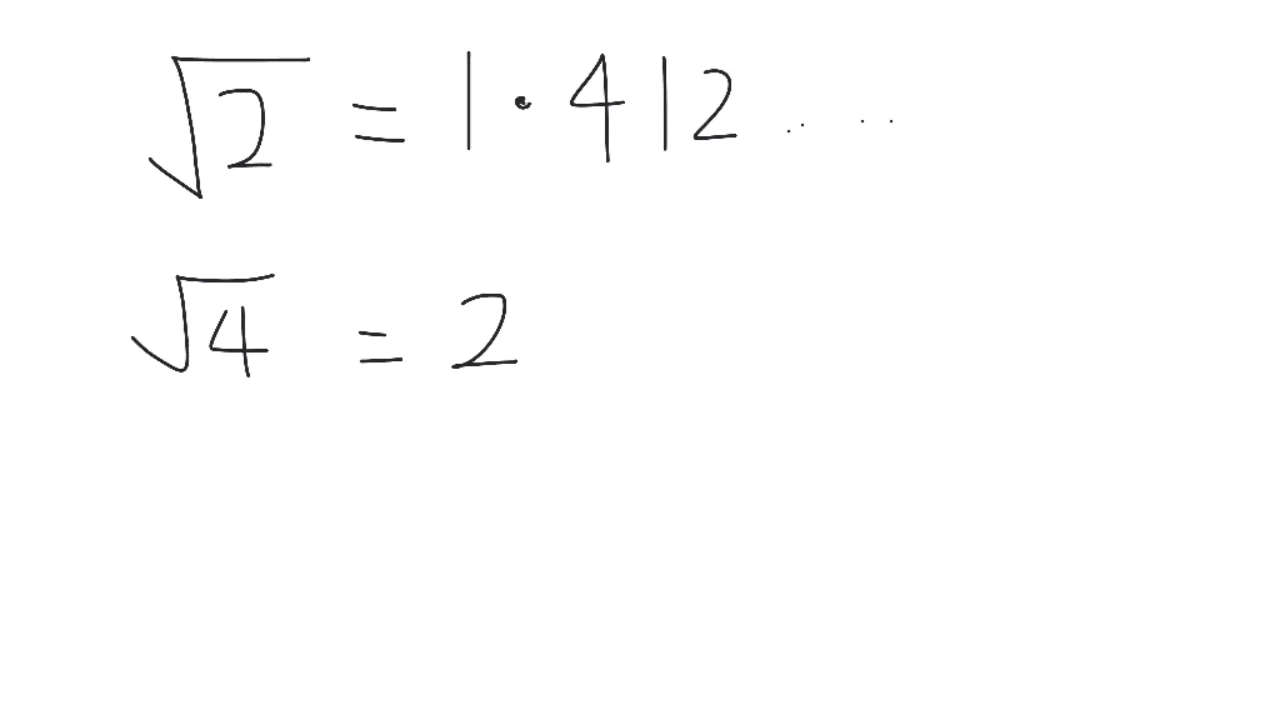 √2 = 1.412....
√4 = 2